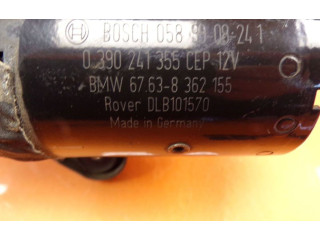 BOSCH 058 99-08-24 1
0 390 241 355 CEP 12V
BMW 67.63-8 362 155
Rover DLB101570
Made in Germany